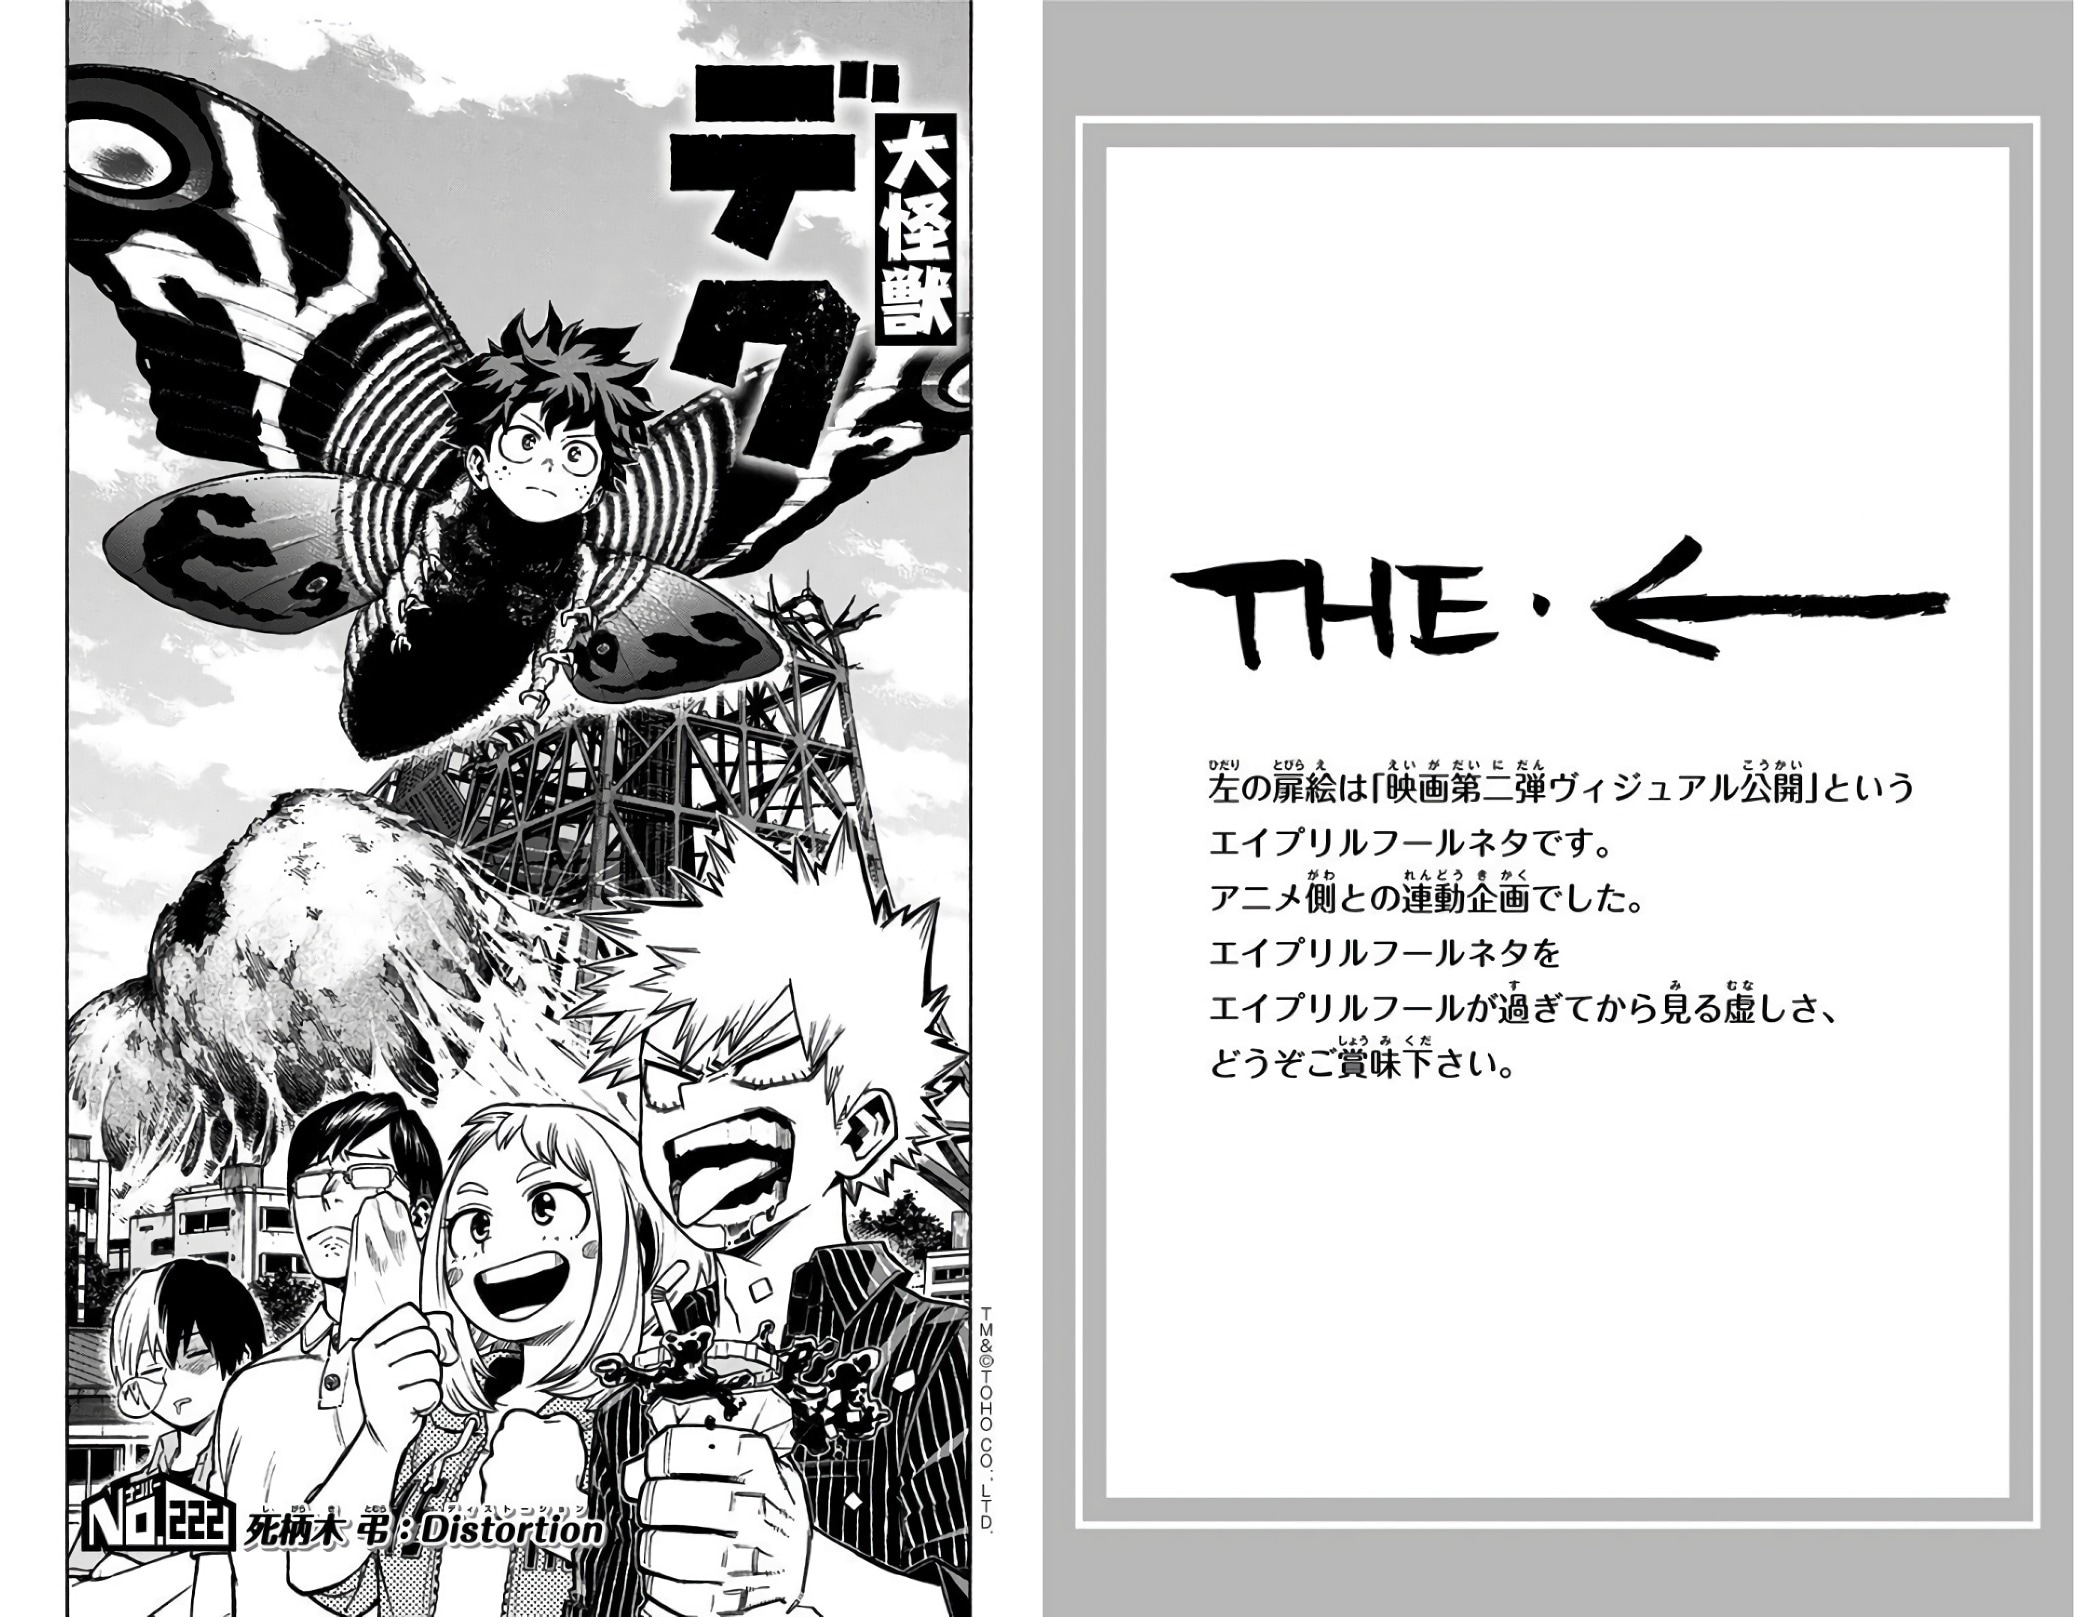 THE・←
左の扉絵は「映画第二弾ヴィジュアル公開」という
エイプリルフールネタです。
アニメ側との連動企画でした。
エイプリルフールネタを
エイプリルフールが過ぎてから見る虚しさ、
どうぞご賞味下さい。
大怪獣
デク
No.222
死柄木 弔：Distortion
TM&©TOHO CO., LTD.